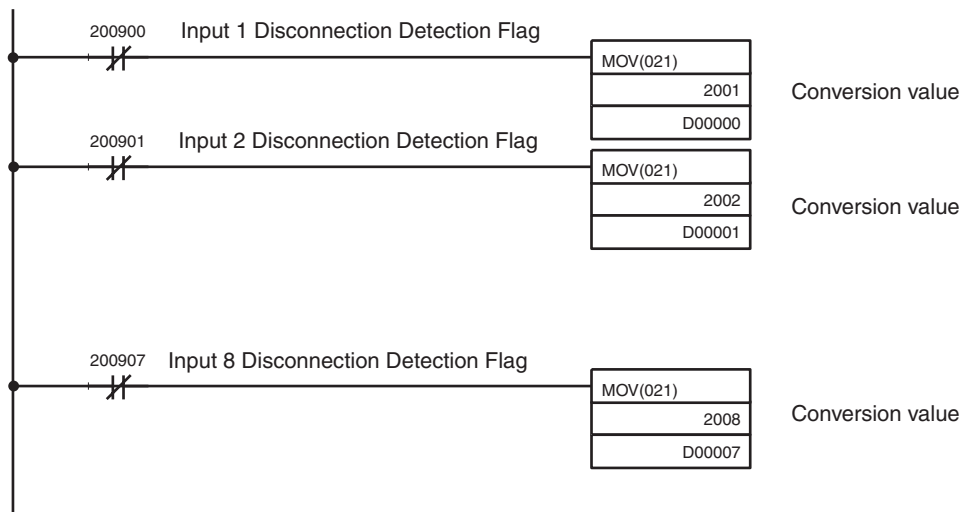 200900 Input 1 Disconnection Detection Flag
MOV(021)
2001 Conversion value
D00000
200901 Input 2 Disconnection Detection Flag
MOV(021)
2002 Conversion value
D00001
200907 Input 8 Disconnection Detection Flag
MOV(021)
2008 Conversion value
D00007